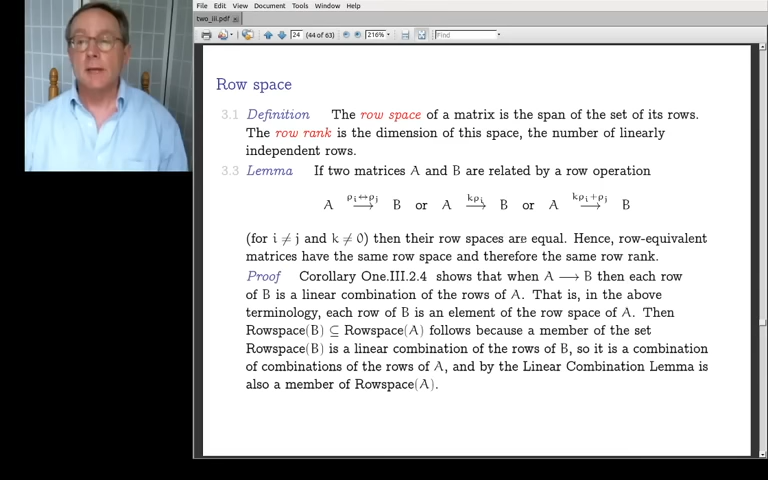 File Edit View Document Tools Window Help
two_iii.pdf
24 (44 of 63) 216% Find
Row space
3.1 Definition The row space of a matrix is the span of the set of its rows.
The row rank is the dimension of this space, the number of linearly
independent rows.
3.3 Lemma If two matrices A and B are related by a row operation
A ρi↔ρj ⟶ B or A kρi ⟶ B or A kρi+ρj ⟶ B
(for i ≠ j and k ≠ 0) then their row spaces are equal. Hence, row-equivalent
matrices have the same row space and therefore the same row rank.
Proof Corollary One.III.2.4 shows that when A ⟶ B then each row
of B is a linear combination of the rows of A. That is, in the above
terminology, each row of B is an element of the row space of A. Then
Rowspace(B) ⊆ Rowspace(A) follows because a member of the set
Rowspace(B) is a linear combination of the rows of B, so it is a combination
of combinations of the rows of A, and by the Linear Combination Lemma is
also a member of Rowspace(A).